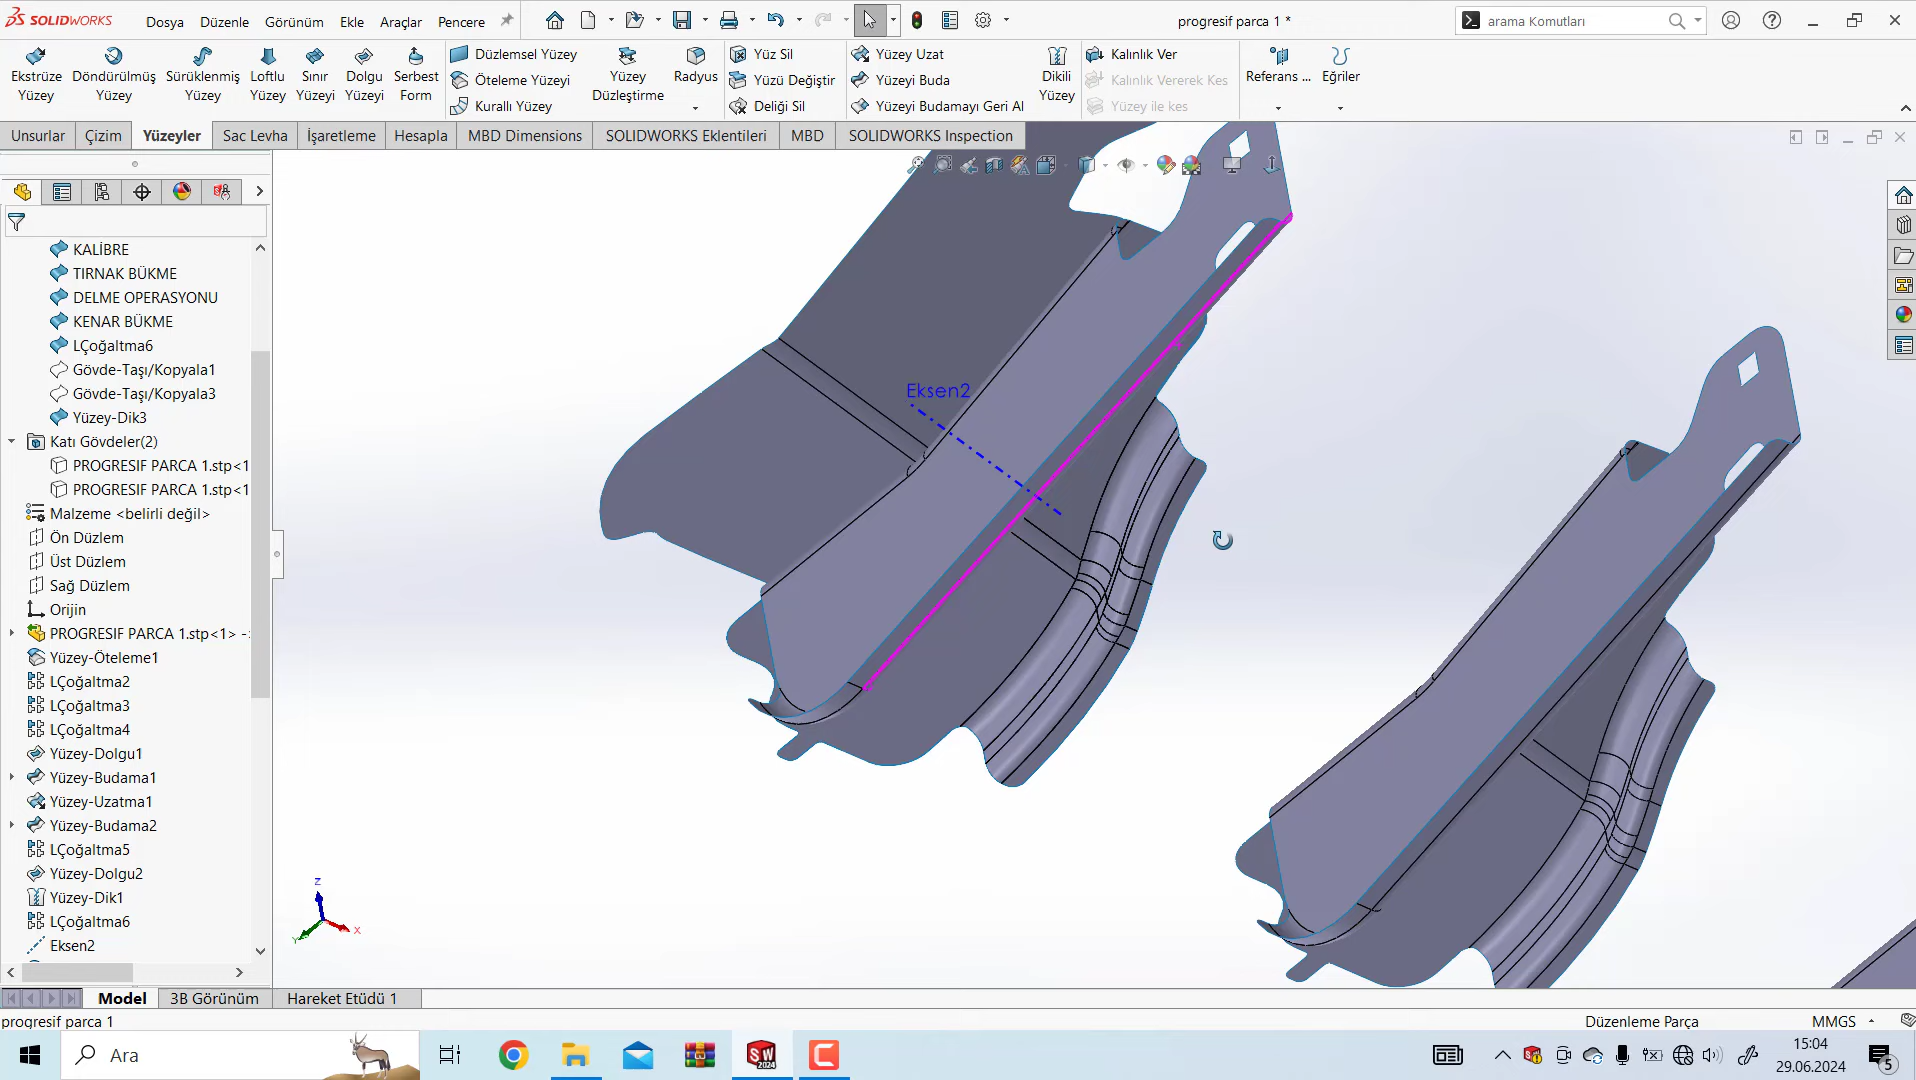 SOLIDWORKS
Dosya
Düzenle
Görünüm
Ekle
Araçlar
Pencere
progresif parca 1 *
arama Komutları
Ekstrüze Yüzey
Döndürülmüş Yüzey
Sürüklenmiş Yüzey
Loftlu Yüzey
Sınır Yüzeyi
Dolgu Yüzeyi
Serbest Form
Düzlemsel Yüzey
Öteleme Yüzeyi
Kurallı Yüzey
Yüzey Düzleştirme
Radyus
Yüz Sil
Yüzü Değiştir
Deliği Sil
Yüzey Uzat
Yüzeyi Buda
Yüzeyi Budamayı Geri Al
Dikili Yüzey
Kalınlık Ver
Kalınlık Vererek Kes
Yüzey ile kes
Referans ...
Eğriler
Unsurlar
Çizim
Yüzeyler
Sac Levha
İşaretleme
Hesapla
MBD Dimensions
SOLIDWORKS Eklentileri
MBD
SOLIDWORKS Inspection
KALİBRE
TIRNAK BÜKME
DELME OPERASYONU
KENAR BÜKME
LÇoğaltma6
Gövde-Taşı/Kopyala1
Gövde-Taşı/Kopyala3
Yüzey-Dik3
Katı Gövdeler(2)
PROGRESIF PARCA 1.stp<1
PROGRESIF PARCA 1.stp<1
Malzeme <belirli değil>
Ön Düzlem
Üst Düzlem
Sağ Düzlem
Orijin
PROGRESIF PARCA 1.stp<1> ->
Yüzey-Öteleme1
LÇoğaltma2
LÇoğaltma3
LÇoğaltma4
Yüzey-Dolgu1
Yüzey-Budama1
Yüzey-Uzatma1
Yüzey-Budama2
LÇoğaltma5
Yüzey-Dolgu2
Yüzey-Dik1
LÇoğaltma6
Eksen2
Eksen2
Z
X
Y
Model
3B Görünüm
Hareket Etüdü 1
progresif parca 1
Düzenleme Parça
MMGS
Ara
SW
2024
15:04
29.06.2024
5